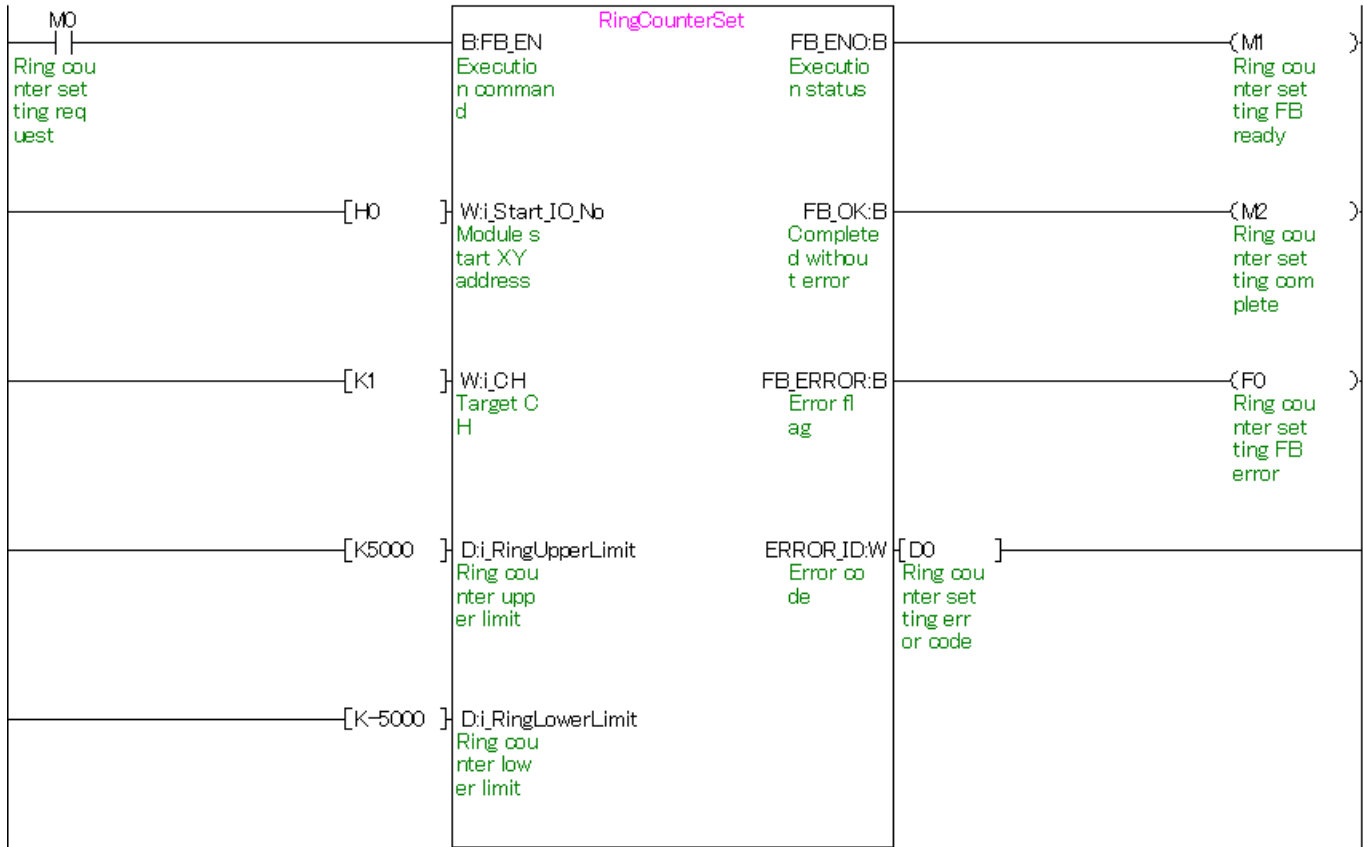 M0
Ring cou
nter set
ting req
uest
RingCounterSet
B:FB_EN
Executio
n comman
d
FB_ENO:B
Executio
n status
M1
Ring cou
nter set
ting FB
ready
[H0 ]
W:i_Start_IO_No
Module s
tart XY
address
FB_OK:B
Complete
d withou
t error
M2
Ring cou
nter set
ting com
plete
[K1 ]
W:i_CH
Target C
H
FB_ERROR:B
Error fl
ag
F0
Ring cou
nter set
ting FB
error
[K5000 ]
D:i_RingUpperLimit
Ring cou
nter upp
er limit
ERROR_ID:W
Error co
de
[D0 ]
Ring cou
nter set
ting err
or code
[K-5000 ]
D:i_RingLowerLimit
Ring cou
nter low
er limit